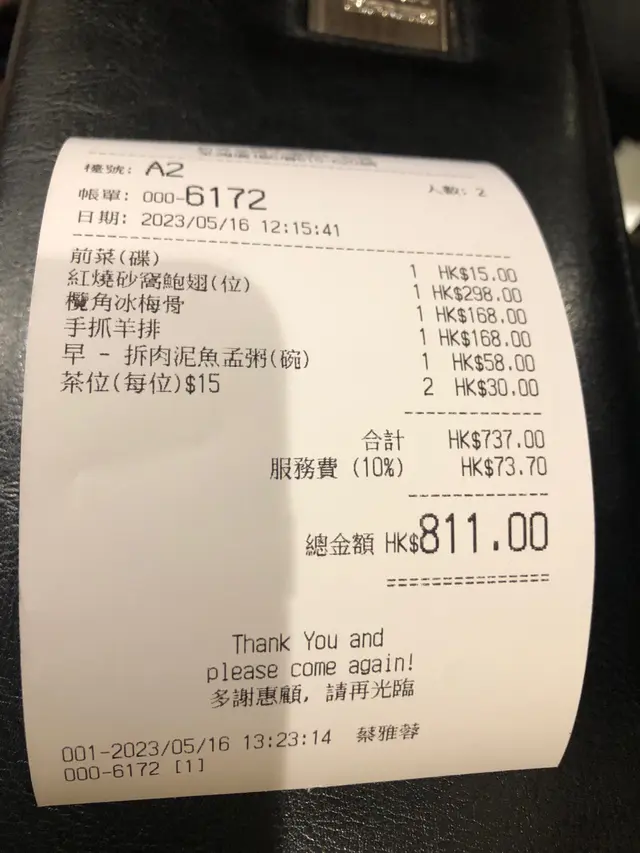 檯號: A2 人數: 2
帳單: 000-6172
日期: 2023/05/16 12:15:41
前菜(碟) 1 HK$15.00
紅燒砂窩鮑翅(位) 1 HK$298.00
欖角冰梅骨 1 HK$168.00
手抓羊排 1 HK$168.00
早 - 拆肉泥魚孟粥(碗) 1 HK$58.00
茶位(每位)$15 2 HK$30.00
合計 HK$737.00
服務費 (10%) HK$73.70
總金額 HK$811.00
Thank You and
please come again!
多謝惠顧, 請再光臨
001-2023/05/16 13:23:14 蔡雅蓉
000-6172 [1]